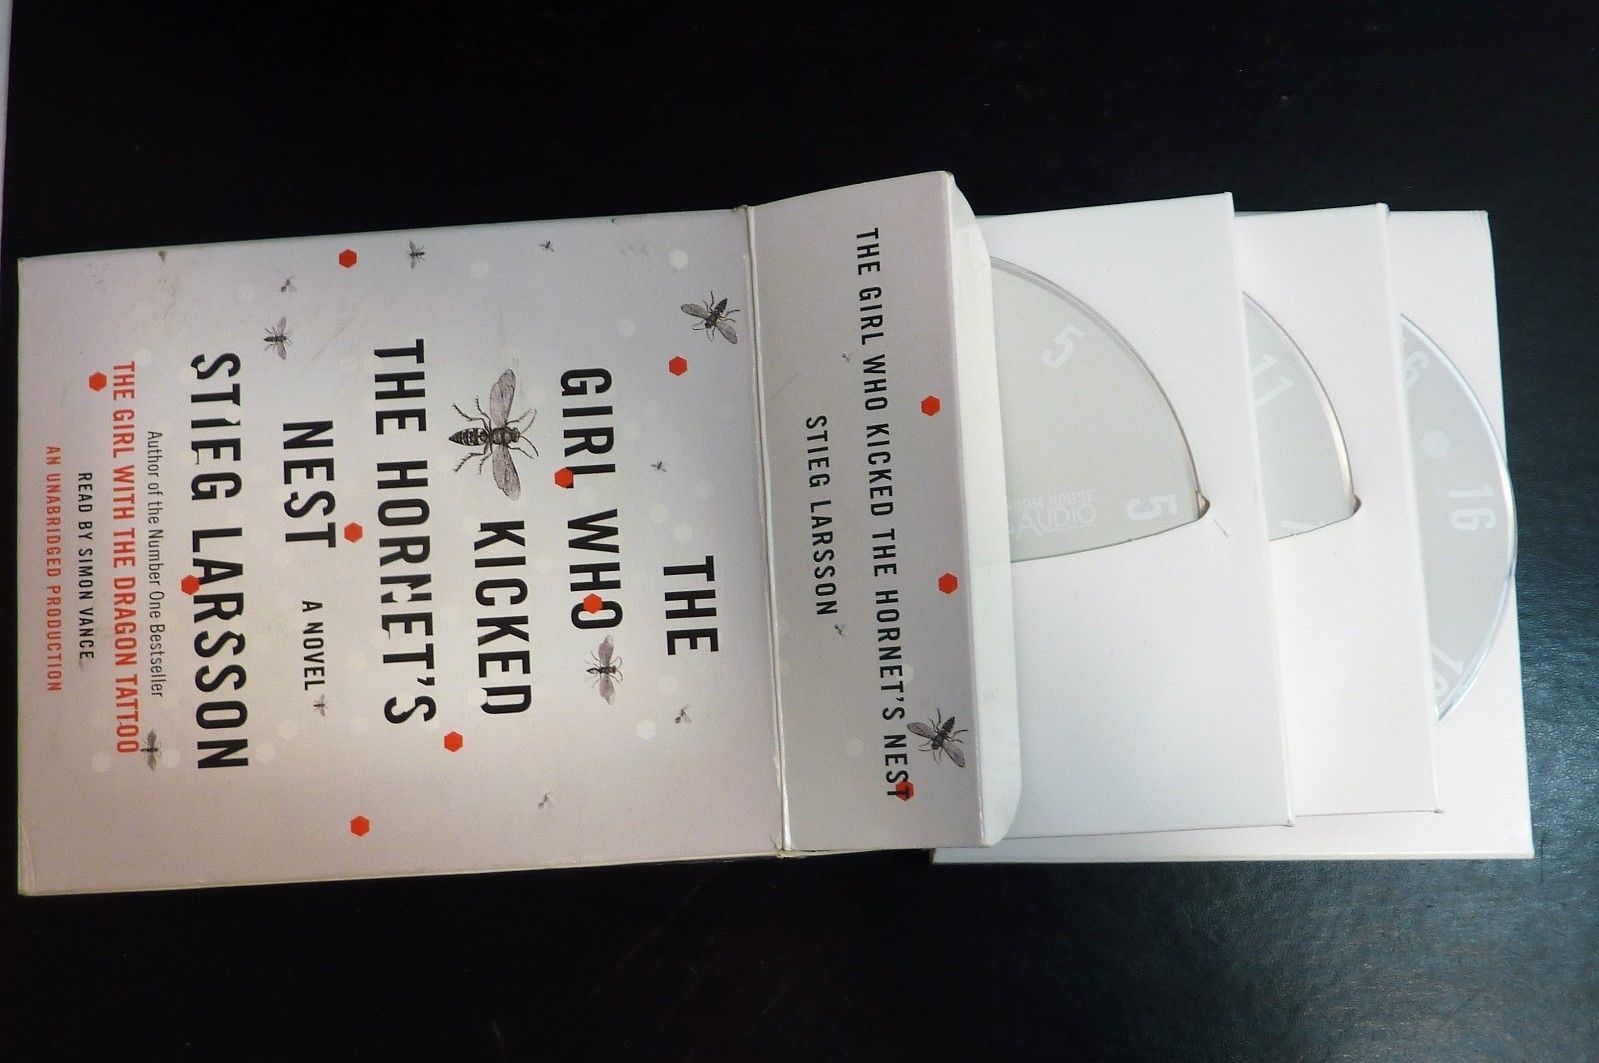 THE
GIRL WHO
KICKED
THE HORNET'S
NEST A NOVEL
STIEG LARSSON
Author of the Number One Bestseller
THE GIRL WITH THE DRAGON TATTOO
READ BY SIMON VANCE
AN UNABRIDGED PRODUCTION
THE GIRL WHO KICKED THE HORNET'S NEST
STIEG LARSSON
5
5
HOUSE
AUDIO
11
16